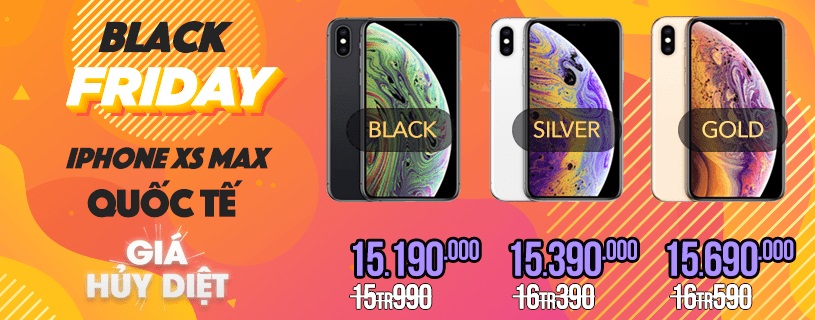 BLACK
FRIDAY
IPHONE XS MAX
QUỐC TẾ
GIÁ
HỦY DIỆT
BLACK
SILVER
GOLD
15.190.000
15.390.000
15.690.000
15TR990
16TR390
16TR590